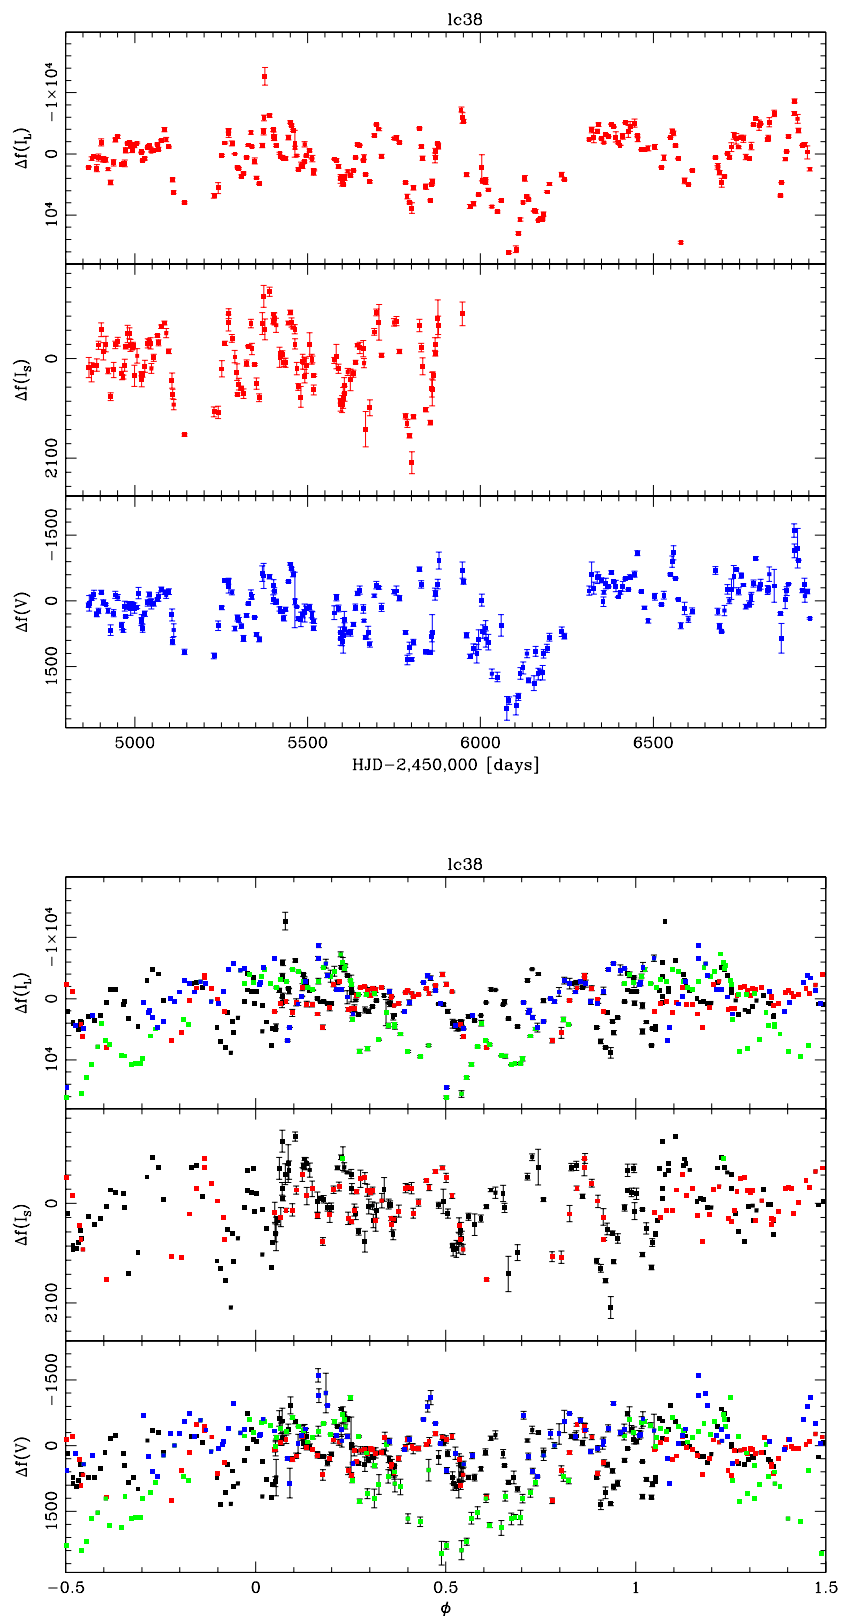 lc38
Δf(I_L)
−1×10⁴
0
10⁴
Δf(I_S)
0
2100
Δf(V)
−1500
0
1500
5000 5500 6000 6500
HJD−2,450,000 [days]
lc38
Δf(I_L)
−1×10⁴
0
10⁴
Δf(I_S)
0
2100
Δf(V)
−1500
0
1500
−0.5 0 0.5 1 1.5
ϕ